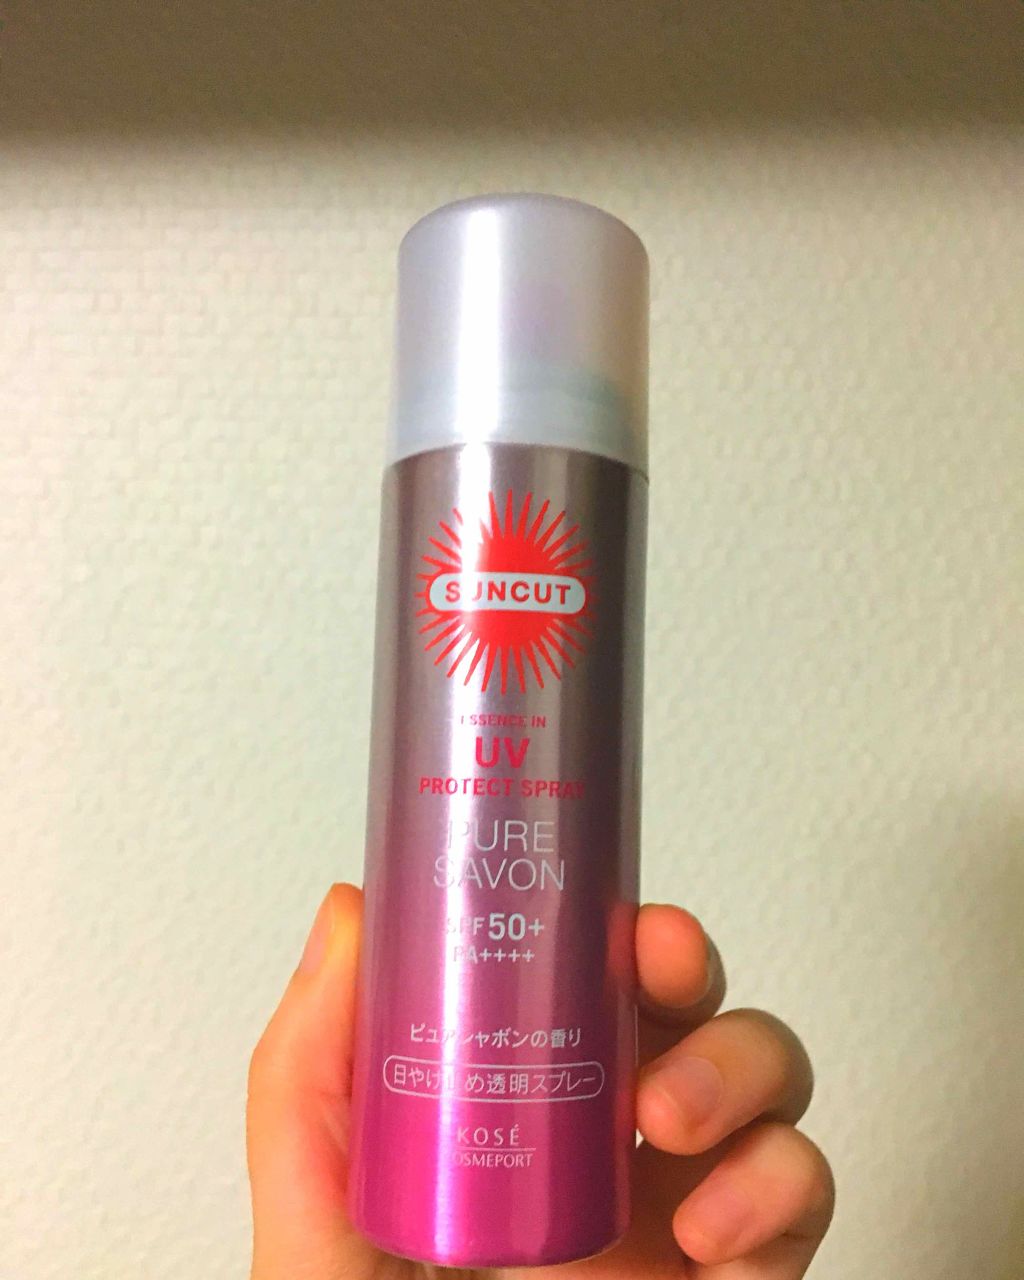 SUNCUT
ESSENCE IN
UV
PROTECT SPRAY
PURE
SAVON
SPF50+
PA++++
ピュアシャボンの香り
日やけ止め透明スプレー
KOSÉ
COSMEPORT